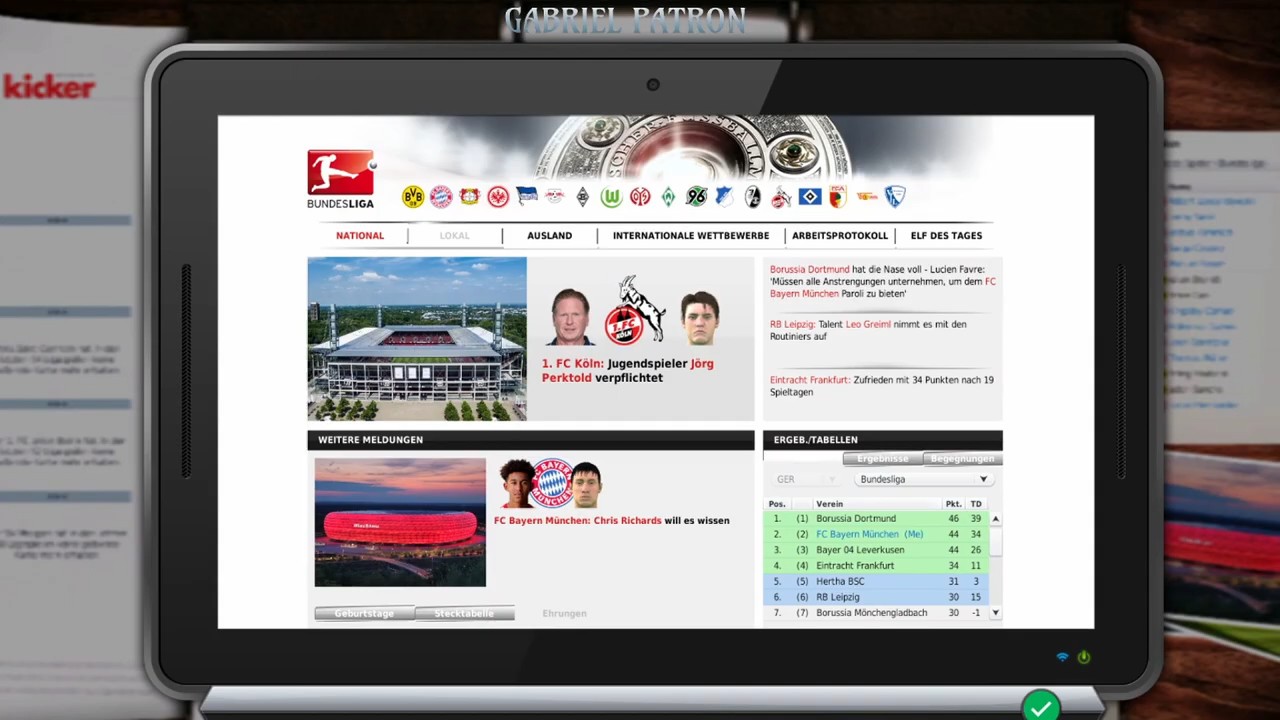 GABRIEL PATRON
kicker
BUNDESLIGA
NATIONAL
LOKAL
AUSLAND
INTERNATIONALE WETTBEWERBE
ARBEITSPROTOKOLL
ELF DES TAGES
1. FC Köln: Jugendspieler Jörg
Perktold verpflichtet
Borussia Dortmund hat die Nase voll - Lucien Favre:
'Müssen alle Anstrengungen unternehmen, um dem FC
Bayern München Paroli zu bieten'
RB Leipzig: Talent Leo Greiml nimmt es mit den
Routiniers auf
Eintracht Frankfurt: Zufrieden mit 34 Punkten nach 19
Spieltagen
WEITERE MELDUNGEN
FC Bayern München: Chris Richards will es wissen
Geburtstage
Stecktabelle
Ehrungen
ERGEB./TABELLEN
Ergebnisse
Begegnungen
GER
Bundesliga
Pos. Verein Pkt. TD
1. (1) Borussia Dortmund 46 39
2. (2) FC Bayern München (Me) 44 34
3. (3) Bayer 04 Leverkusen 44 26
4. (4) Eintracht Frankfurt 34 11
5. (5) Hertha BSC 31 3
6. (6) RB Leipzig 30 15
7. (7) Borussia Mönchengladbach 30 -1